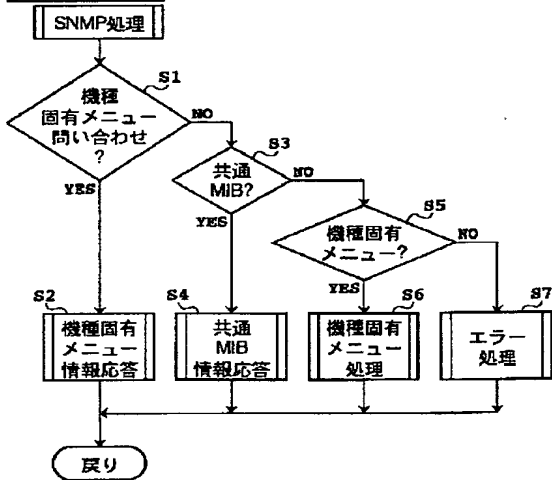 SNMP処理
S1
機種
固有メニュー
問い合わせ
?
NO
YES
S3
共通
MIB?
NO
YES
S5
機種固有
メニュー?
NO
YES
S2
機種固有
メニュー
情報応答
S4
共通
MIB
情報応答
S6
機種固有
メニュー
処理
S7
エラー
処理
戻り